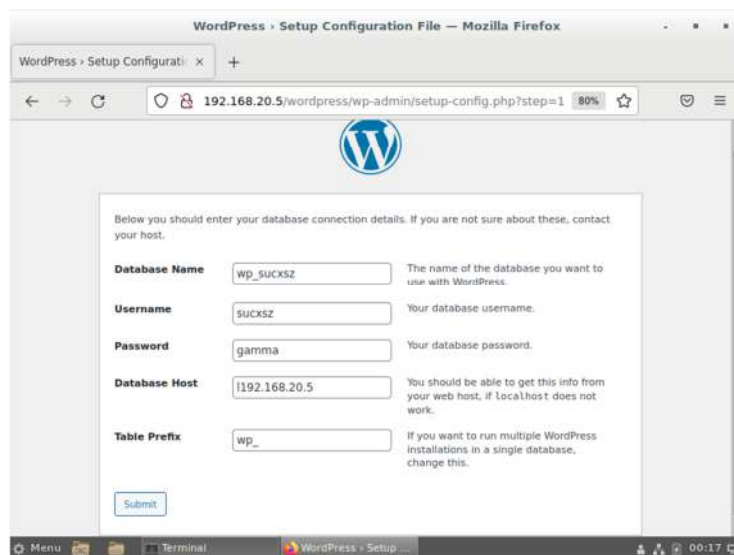 WordPress › Setup Configuration File — Mozilla Firefox
WordPress › Setup Configurati
192.168.20.5/wordpress/wp-admin/setup-config.php?step=1 80%
Below you should enter your database connection details. If you are not sure about these, contact
your host.
Database Name wp_sucxsz The name of the database you want to
use with WordPress.
Username sucxsz Your database username.
Password gamma Your database password.
Database Host l192.168.20.5 You should be able to get this info from
your web host, if localhost does not
work.
Table Prefix wp_ If you want to run multiple WordPress
installations in a single database,
change this.
Submit
Menu Terminal WordPress › Setup ... 00:17